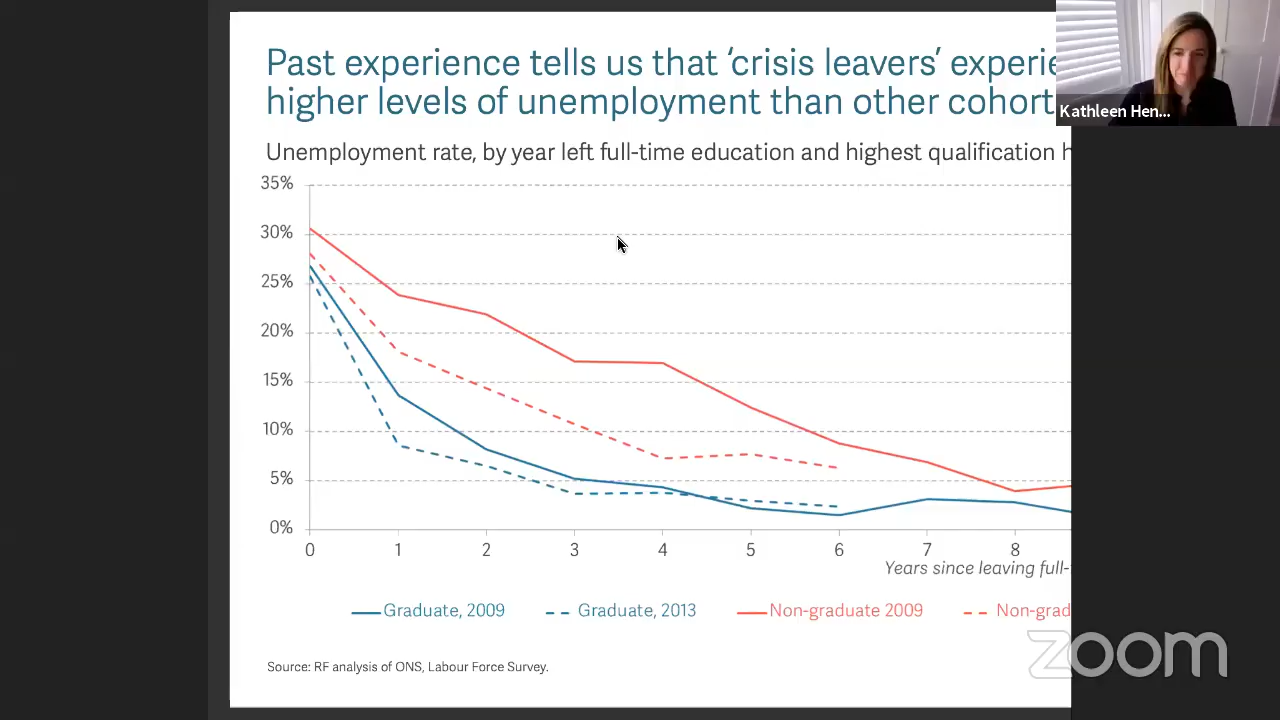 Past experience tells us that ‘crisis leavers’ experie
higher levels of unemployment than other cohort
Kathleen Hen...
Unemployment rate, by year left full-time education and highest qualification h
35%
30%
25%
20%
15%
10%
5%
0%
0 1 2 3 4 5 6 7 8
Years since leaving full-
Graduate, 2009 Graduate, 2013 Non-graduate 2009 Non-grad
zoom
Source: RF analysis of ONS, Labour Force Survey.